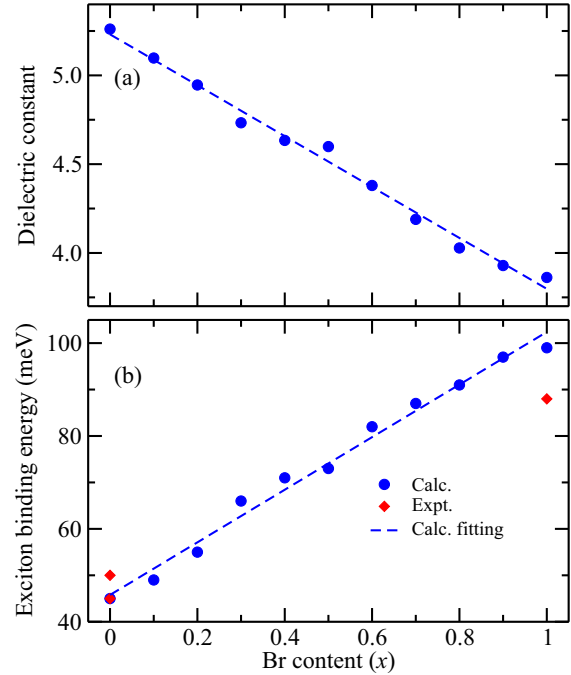 5.0
4.5
4.0
Dielectric constant
(a)
100
80
60
40
Exciton binding energy (meV)
(b)
Calc.
Expt.
Calc. fitting
0 0.2 0.4 0.6 0.8 1
Br content (x)